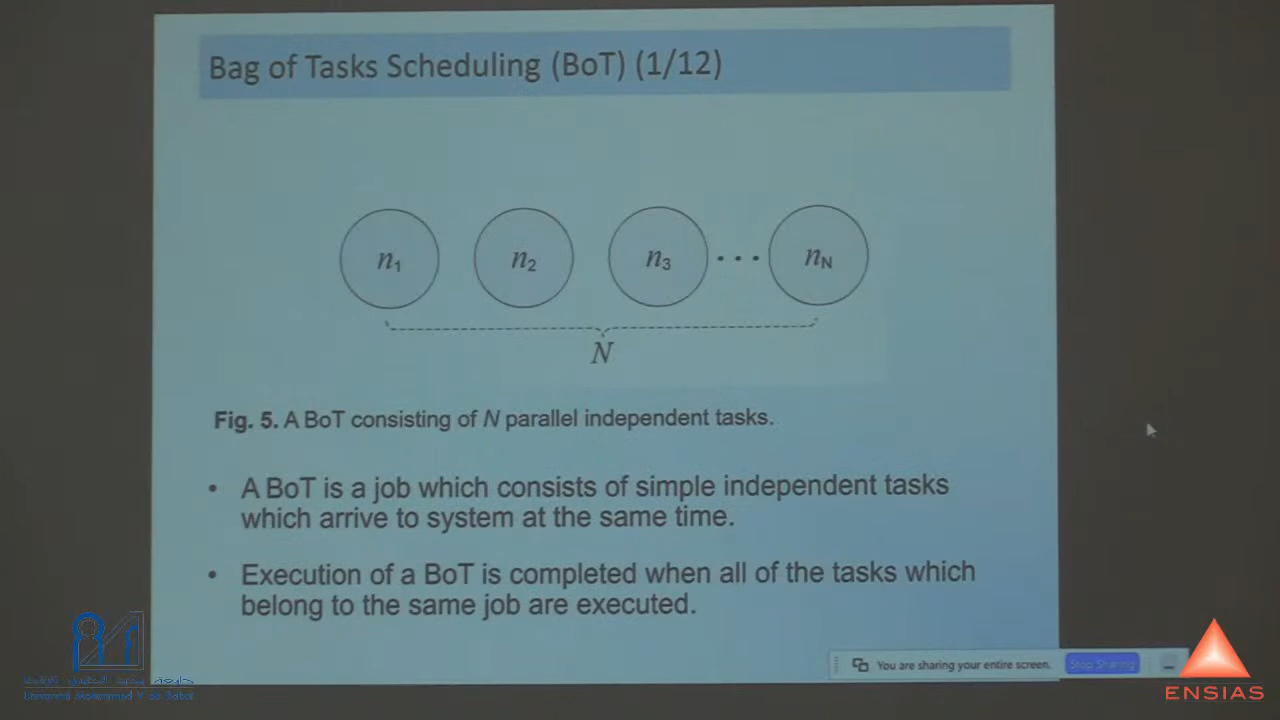 Bag of Tasks Scheduling (BoT) (1/12)
n1 n2 n3 ... nN
N
Fig. 5. A BoT consisting of N parallel independent tasks.
• A BoT is a job which consists of simple independent tasks
which arrive to system at the same time.
• Execution of a BoT is completed when all of the tasks which
belong to the same job are executed.
You are sharing your entire screen. Stop Sharing
ENSIAS